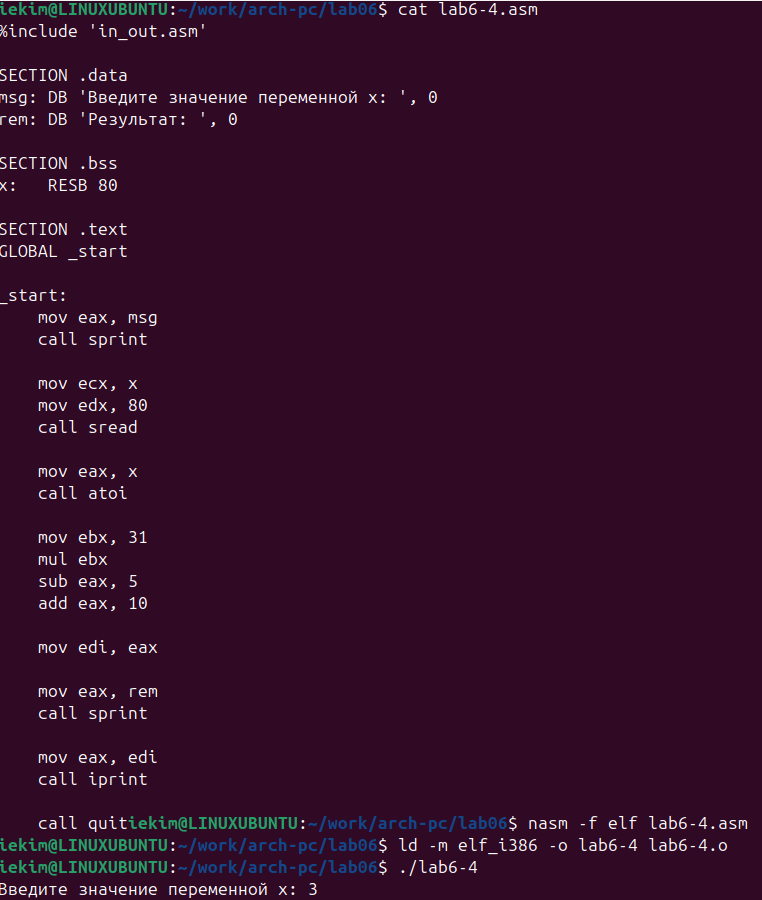 iekim@LINUXUBUNTU:~/work/arch-pc/lab06$ cat lab6-4.asm
%include 'in_out.asm'
SECTION .data
msg: DB 'Введите значение переменной x: ', 0
rem: DB 'Результат: ', 0
SECTION .bss
x:   RESB 80
SECTION .text
GLOBAL _start
_start:
    mov eax, msg
    call sprint
    mov ecx, x
    mov edx, 80
    call sread
    mov eax, x
    call atoi
    mov ebx, 31
    mul ebx
    sub eax, 5
    add eax, 10
    mov edi, eax
    mov eax, rem
    call sprint
    mov eax, edi
    call iprint
    call quitiekim@LINUXUBUNTU:~/work/arch-pc/lab06$ nasm -f elf lab6-4.asm
iekim@LINUXUBUNTU:~/work/arch-pc/lab06$ ld -m elf_i386 -o lab6-4 lab6-4.o
iekim@LINUXUBUNTU:~/work/arch-pc/lab06$ ./lab6-4
Введите значение переменной x: 3